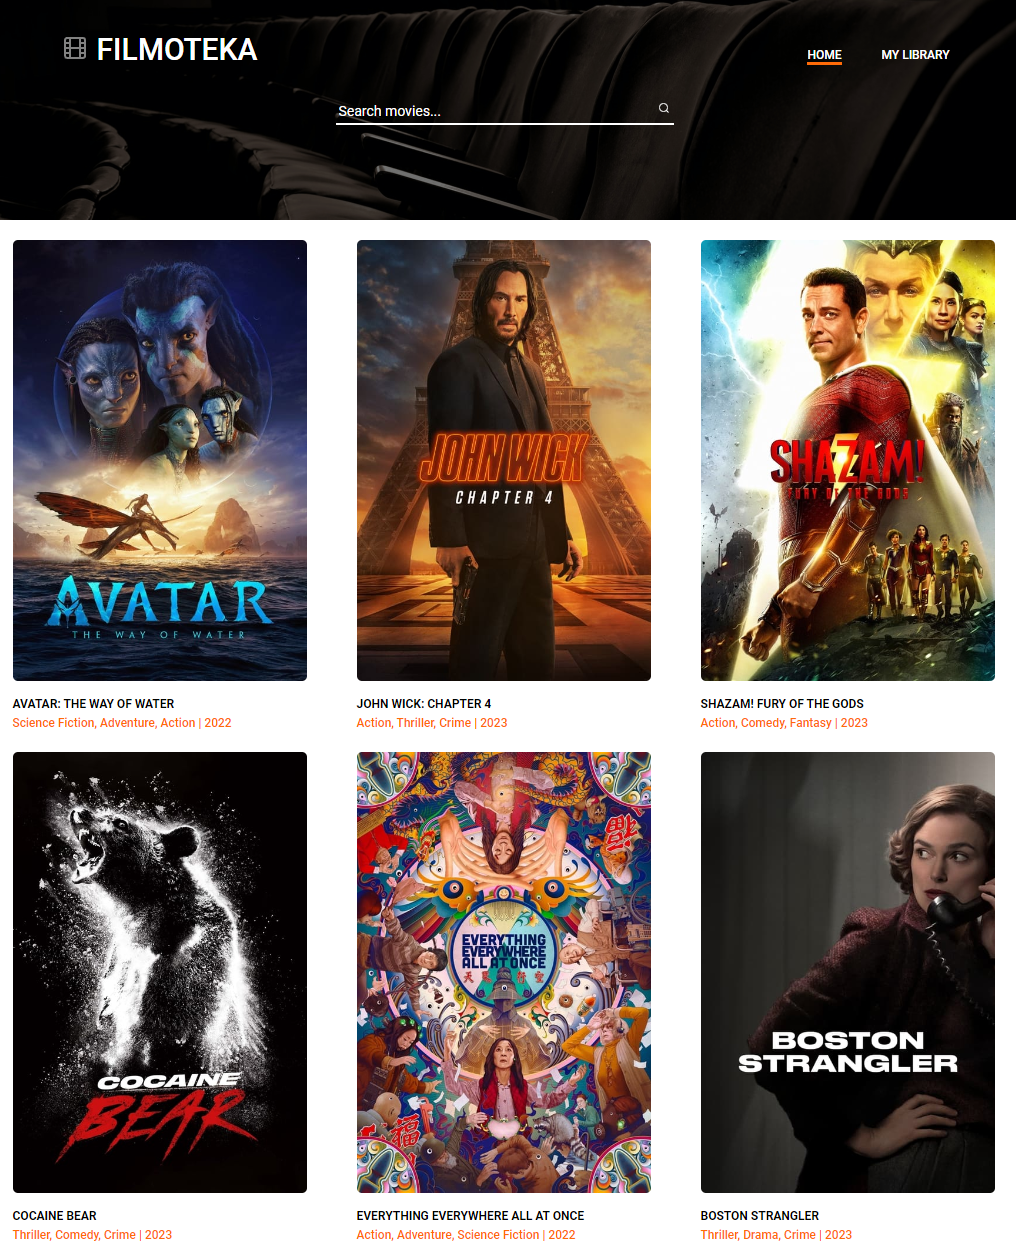 FILMOTEKA
HOME
MY LIBRARY
Search movies...
AVATAR
THE WAY OF WATER
JOHN WICK
CHAPTER 4
SHAZAM!
FURY OF THE GODS
AVATAR: THE WAY OF WATER
Science Fiction, Adventure, Action | 2022
JOHN WICK: CHAPTER 4
Action, Thriller, Crime | 2023
SHAZAM! FURY OF THE GODS
Action, Comedy, Fantasy | 2023
COCAINE
BEAR
EVERYTHING
EVERYWHERE
ALL AT ONCE
福
BOSTON
STRANGLER
COCAINE BEAR
Thriller, Comedy, Crime | 2023
EVERYTHING EVERYWHERE ALL AT ONCE
Action, Adventure, Science Fiction | 2022
BOSTON STRANGLER
Thriller, Drama, Crime | 2023